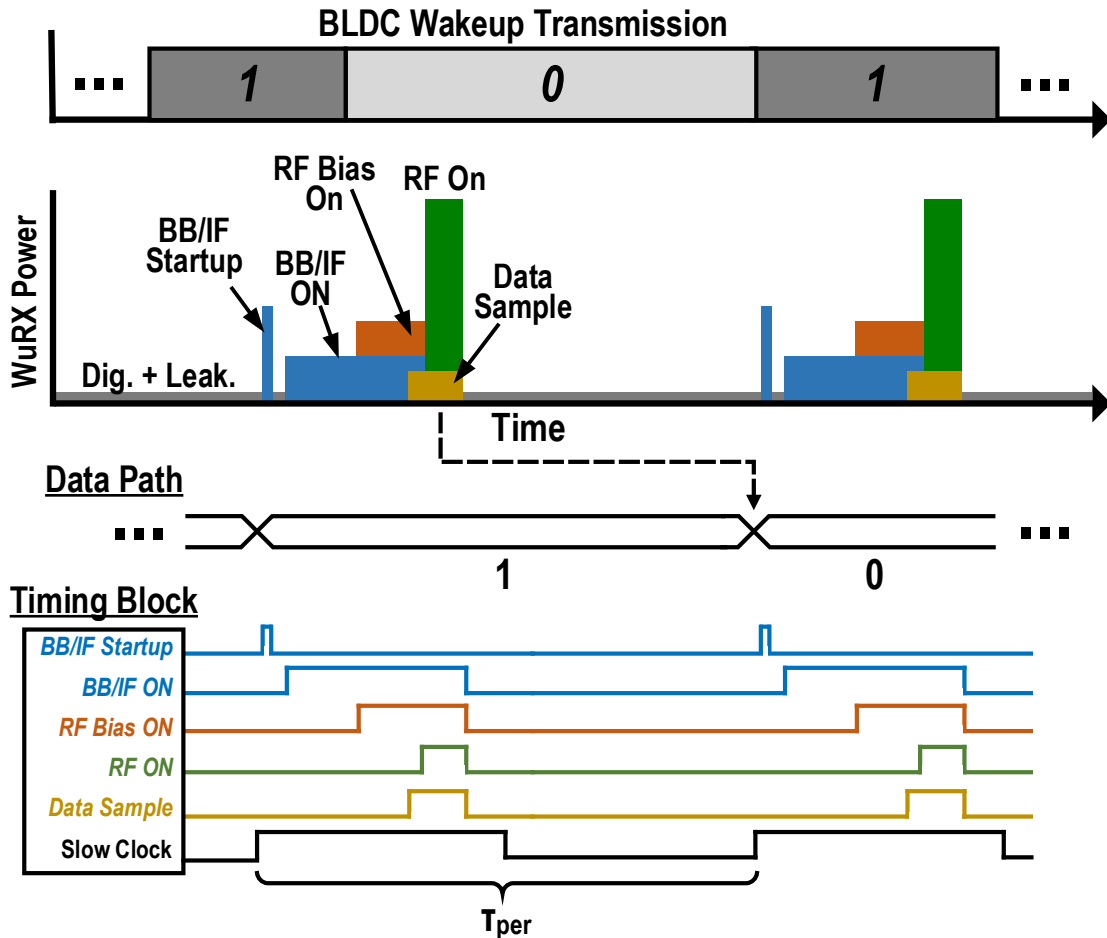 BLDC Wakeup Transmission
... 1 0 1 ...
WuRX Power
RF Bias
On
RF On
BB/IF
Startup
BB/IF
ON
Data
Sample
Dig. + Leak.
Time
Data Path
... ...
1 0
Timing Block
BB/IF Startup
BB/IF ON
RF Bias ON
RF ON
Data Sample
Slow Clock
Tper